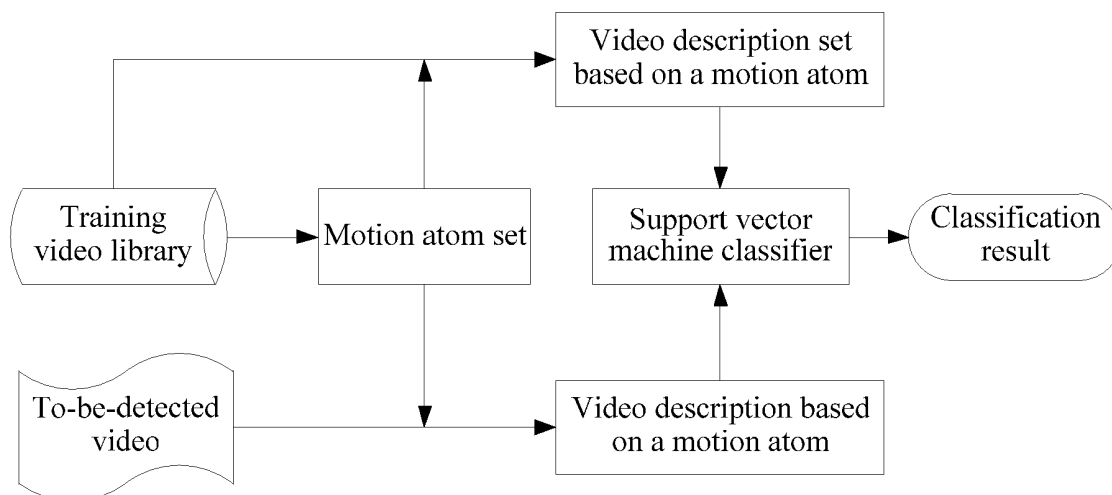 Video description set
based on a motion atom
Training
video library
Motion atom set
Support vector
machine classifier
Classification
result
To-be-detected
video
Video description based
on a motion atom